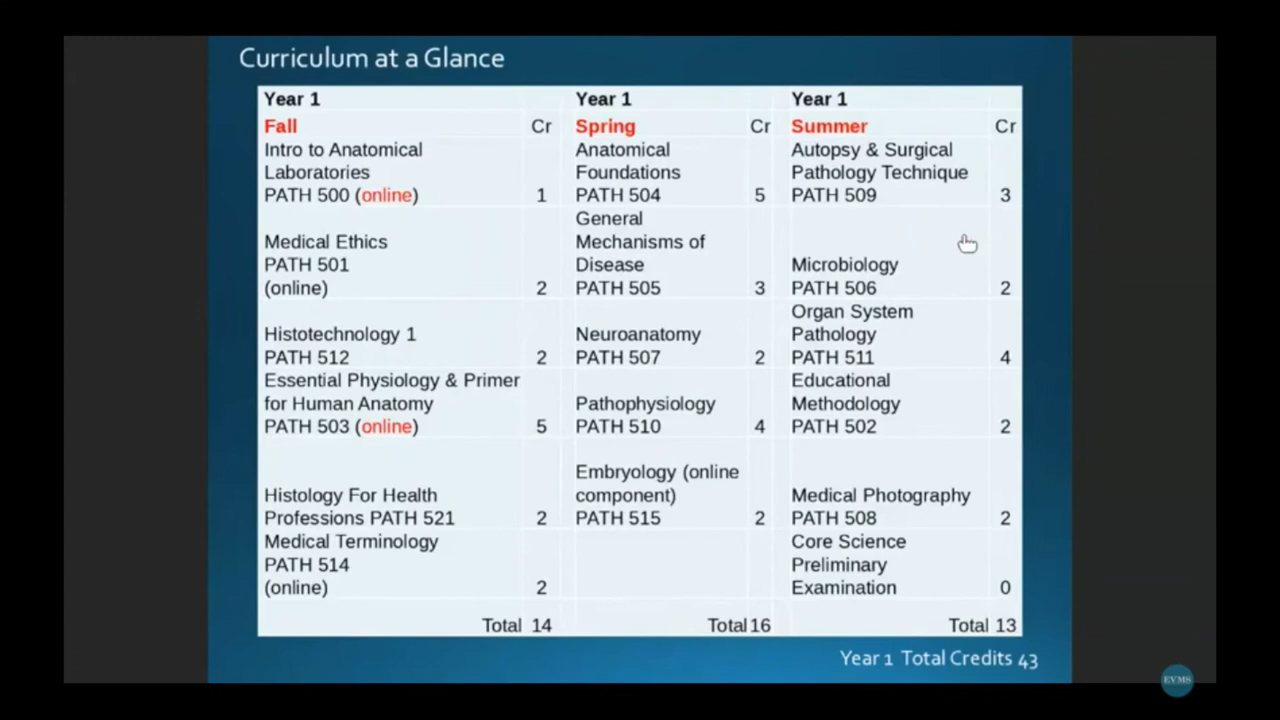 Curriculum at a Glance
Year 1
Fall Cr
Intro to Anatomical
Laboratories
PATH 500 (online) 1
Medical Ethics
PATH 501
(online) 2
Histotechnology 1
PATH 512 2
Essential Physiology & Primer
for Human Anatomy
PATH 503 (online) 5
Histology For Health
Professions PATH 521 2
Medical Terminology
PATH 514
(online) 2
Total 14
Year 1
Spring Cr
Anatomical
Foundations
PATH 504 5
General
Mechanisms of
Disease
PATH 505 3
Neuroanatomy
PATH 507 2
Pathophysiology
PATH 510 4
Embryology (online
component)
PATH 515 2
Total 16
Year 1
Summer Cr
Autopsy & Surgical
Pathology Technique
PATH 509 3
Microbiology
PATH 506 2
Organ System
Pathology
PATH 511 4
Educational
Methodology
PATH 502 2
Medical Photography
PATH 508 2
Core Science
Preliminary
Examination 0
Total 13
Year 1 Total Credits 43
EVMS